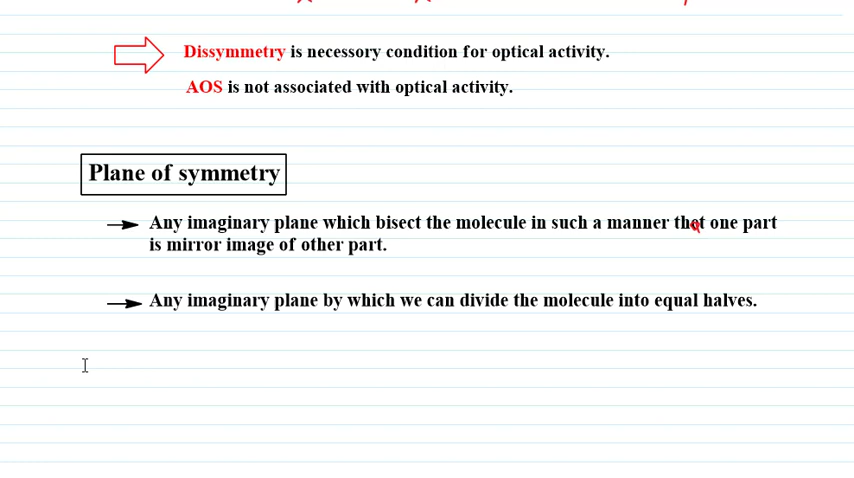 Dissymmetry is necessary condition for optical activity.
AOS is not associated with optical activity.
Plane of symmetry
Any imaginary plane which bisect the molecule in such a manner that one part
is mirror image of other part.
Any imaginary plane by which we can divide the molecule into equal halves.